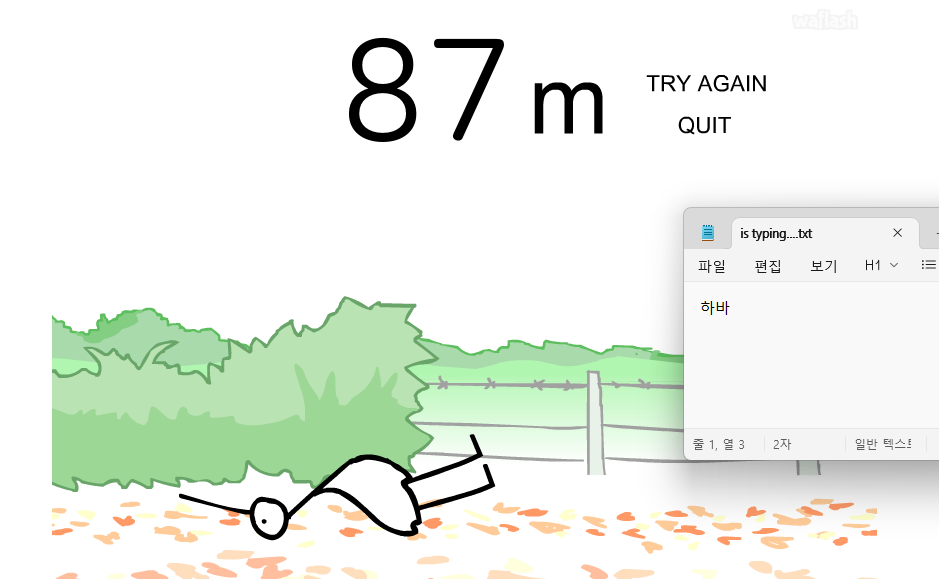 waflash
87 m
TRY AGAIN
QUIT
is typing....txt
파일 편집 보기 H1
하바
줄 1, 열 3 2자 일반 텍스트